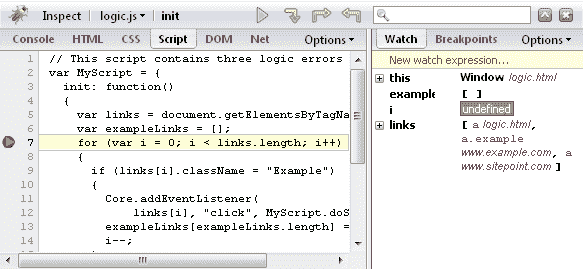 Inspect logic.js ▾ init
Console HTML CSS Script DOM Net Options ▾
Watch Breakpoints Options ▾
1 // This script contains three logic errors
2 var MyScript = {
3 init: function()
4 {
5 var links = document.getElementsByTagNa
6 var exampleLinks = [];
7 for (var i = 0; i < links.length; i++)
8 {
9 if (links[i].className = "Example")
10 {
11 Core.addEventListener(
12 links[i], "click", MyScript.doS
13 exampleLinks[exampleLinks.length] =
14 i--;
New watch expression...
this Window logic.html
example [ ]
i undefined
links [ a logic.html,
a.example
www.example.com, a
www.sitepoint.com ]